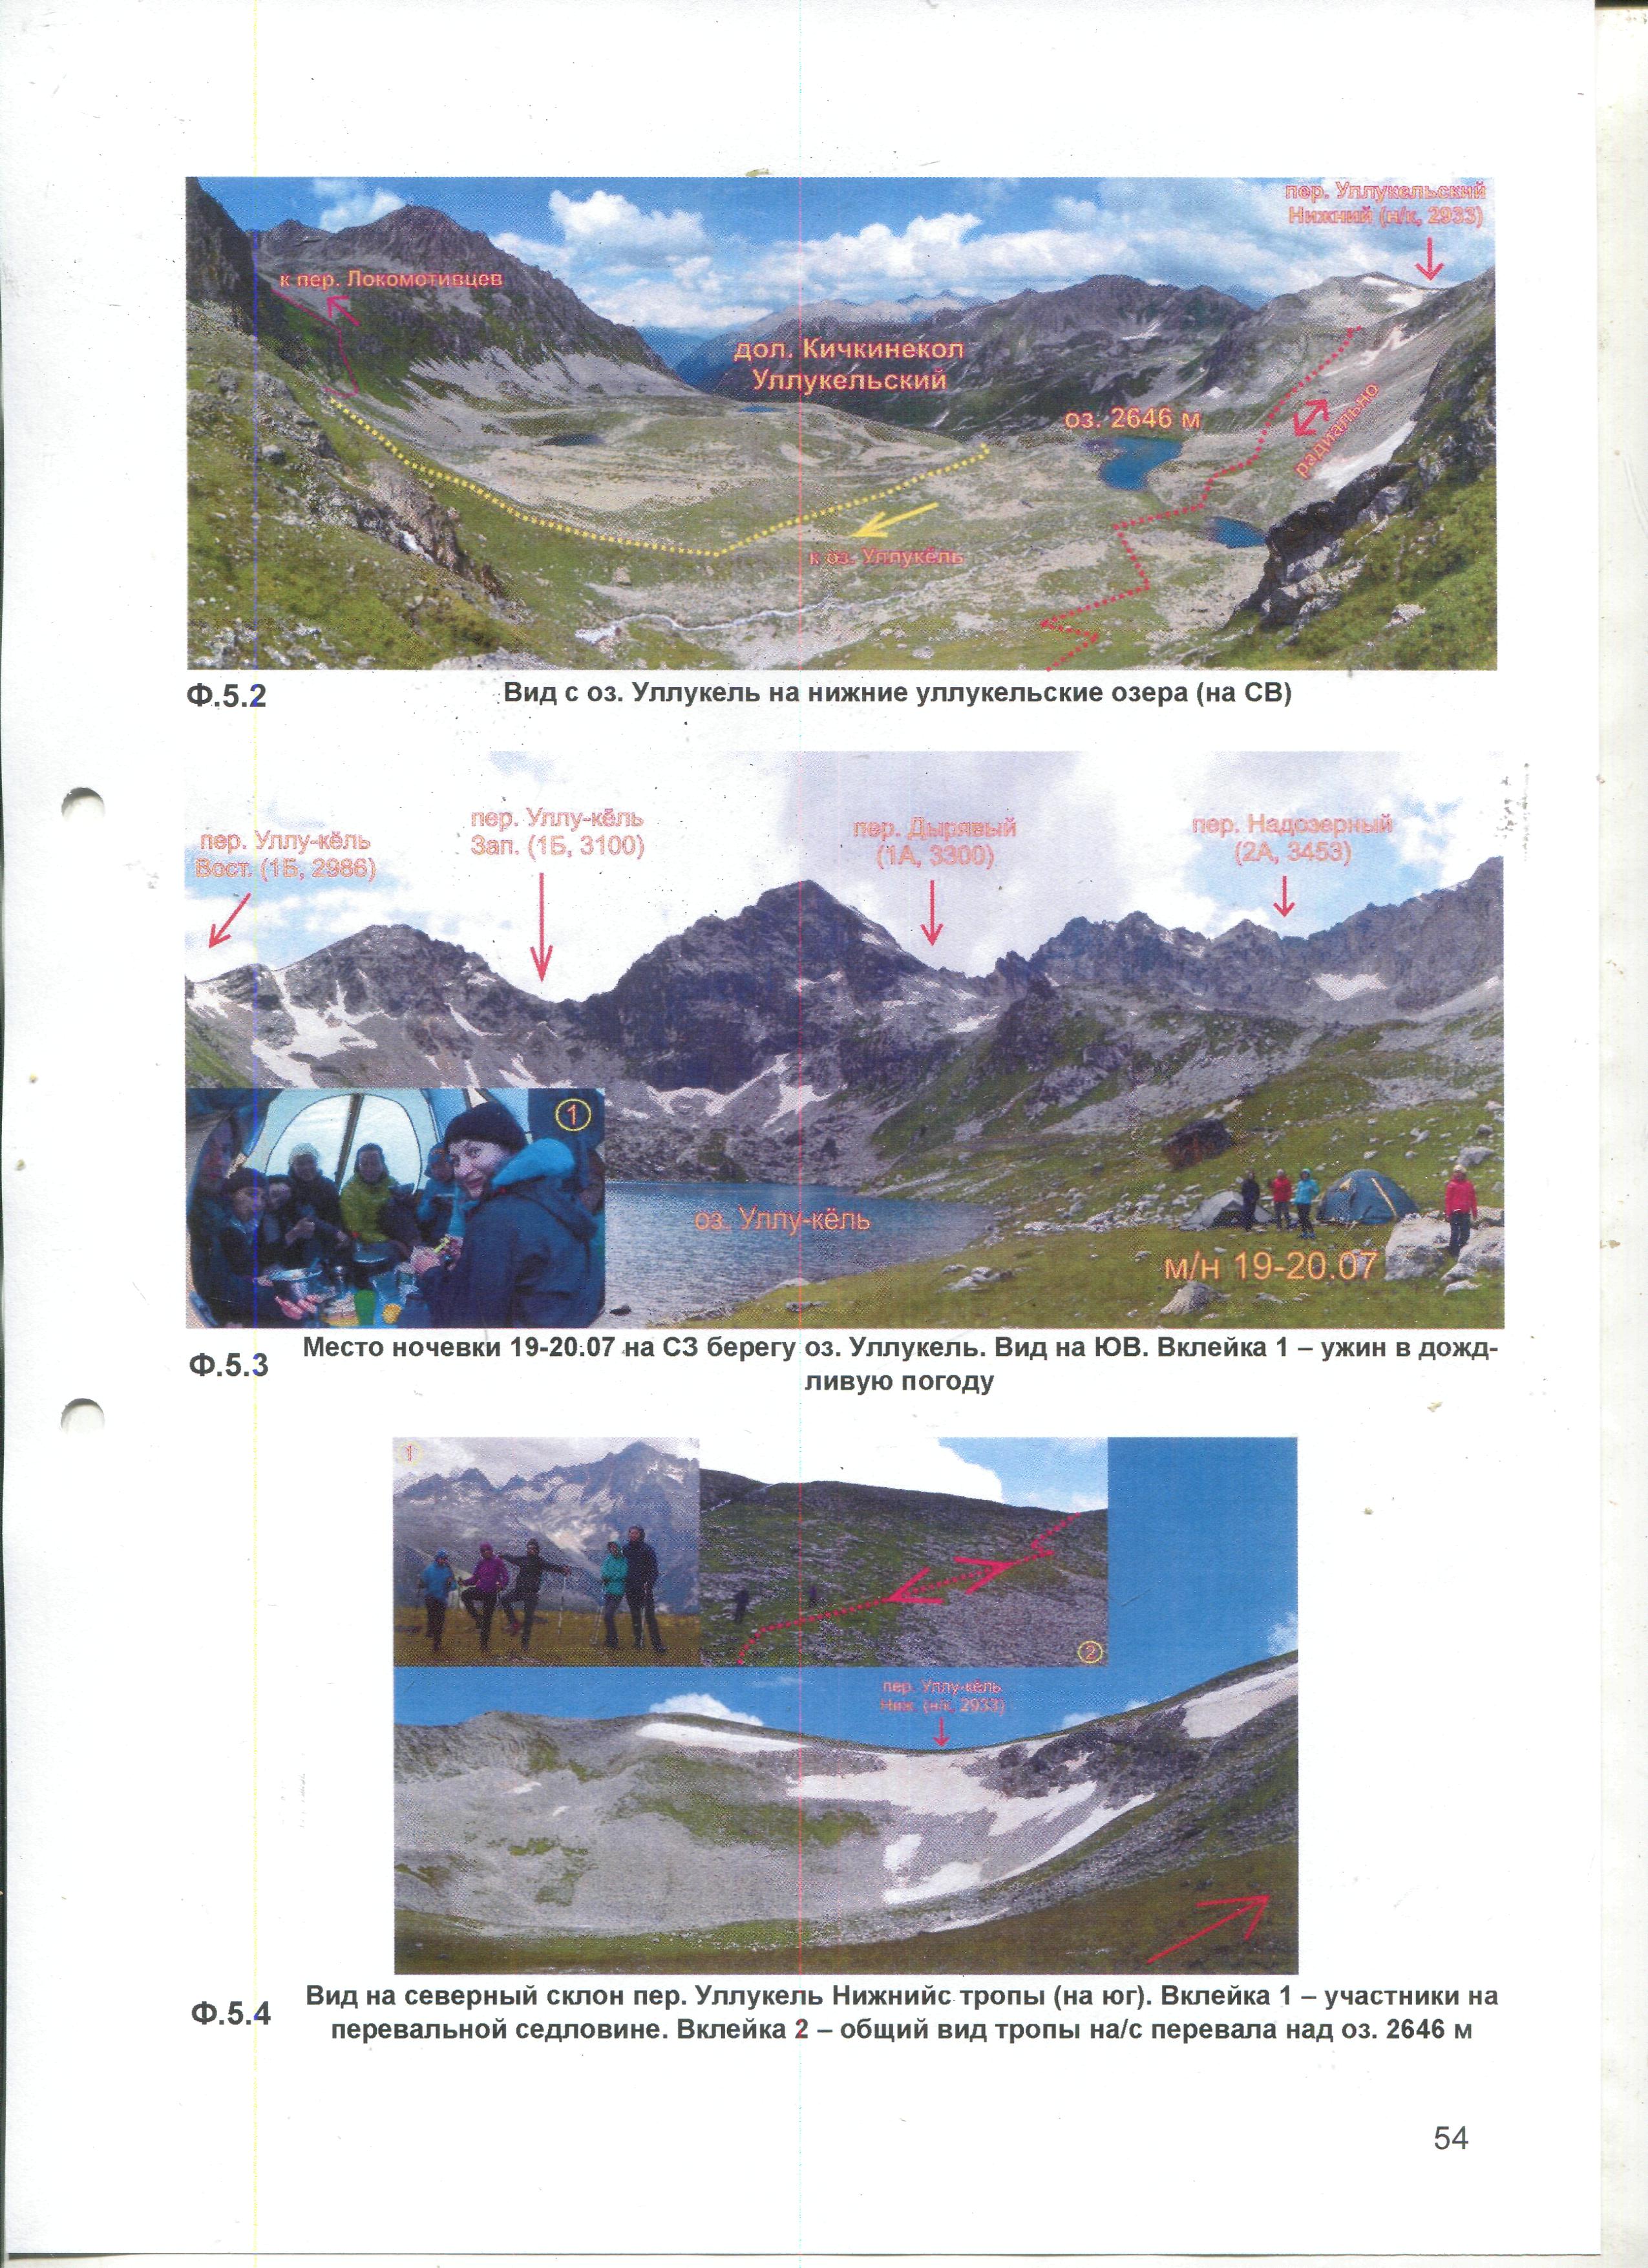 пер. Уллукельский
Нижний (н/к, 2933)
к пер. Локомотивцев
дол. Кичкинекол
Уллукельский
оз. 2646 м
радиально
к оз. Уллукёль
Ф.5.2
Вид с оз. Уллукель на нижние уллукельские озера (на СВ)
пер. Уллу-кёль
Вост. (1Б, 2986)
пер. Уллу-кёль
Зап. (1Б, 3100)
пер. Дырявый
(1А, 3300)
пер. Надозерный
(2А, 3453)
1
оз. Уллу-кёль
м/н 19-20.07
Ф.5.3
Место ночевки 19-20.07 на СЗ берегу оз. Уллукель. Вид на ЮВ. Вклейка 1 – ужин в дожд-
ливую погоду
1
2
пер. Уллу-кёль
Ниж. (н/к, 2933)
Ф.5.4
Вид на северный склон пер. Уллукель Нижнийс тропы (на юг). Вклейка 1 – участники на
перевальной седловине. Вклейка 2 – общий вид тропы на/с перевала над оз. 2646 м
54